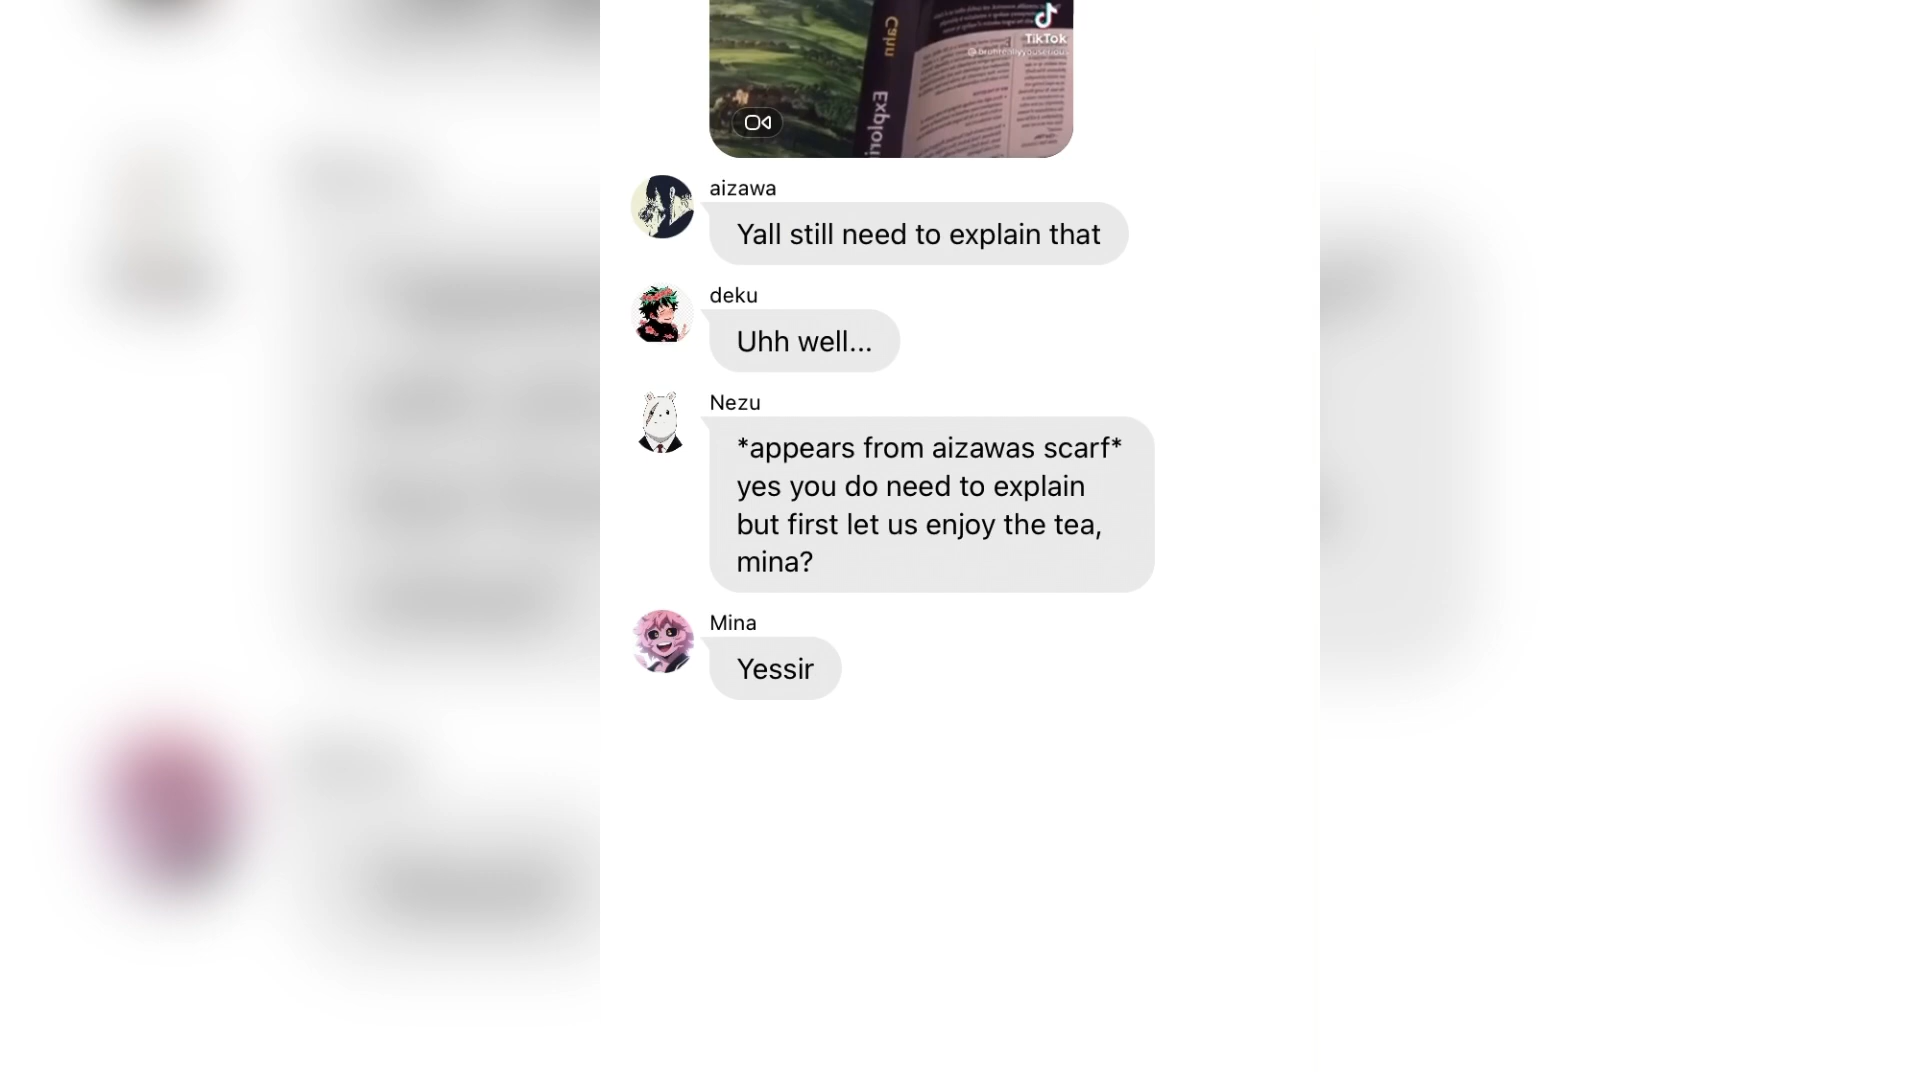 Cahn
TikTok
aizawa
Yall still need to explain that
deku
Uhh well...
Nezu
*appears from aizawas scarf*
yes you do need to explain
but first let us enjoy the tea,
mina?
Mina
Yessir